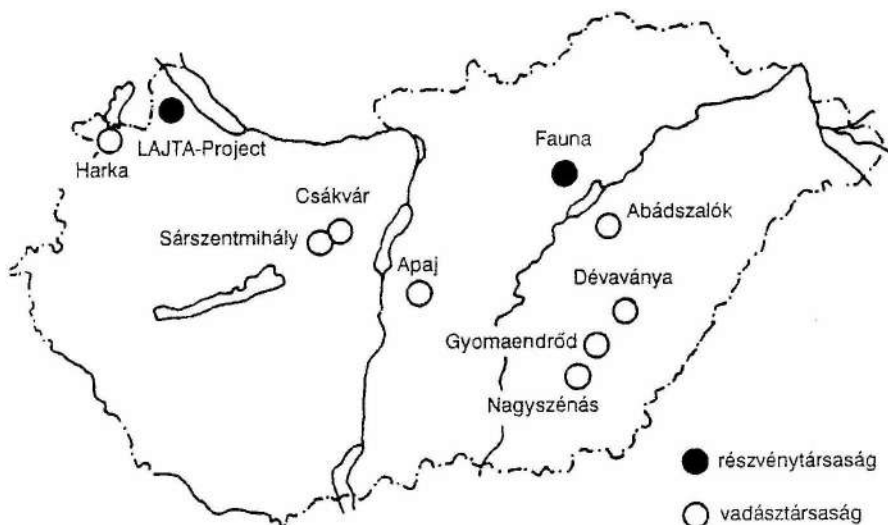 Harka
LAJTA-Project
Csákvár
Sárszentmihály
Apaj
Fauna
Abádszalók
Dévaványa
Gyomaendrőd
Nagyszénás
részvénytársaság
vadásztársaság